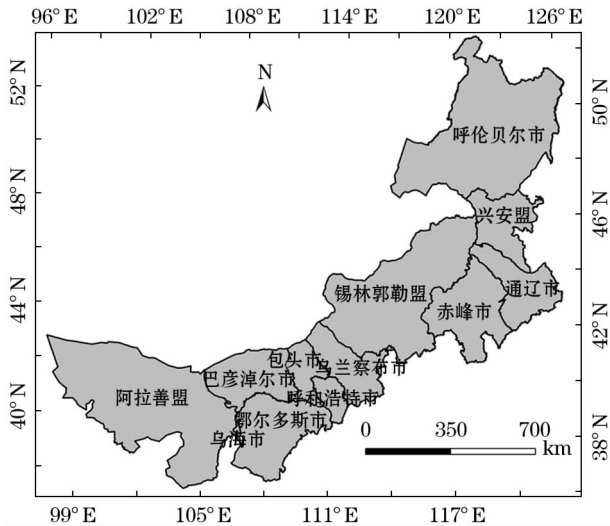 96°E 102°E 108°E 114°E 120°E 126°E
N
52°N
50°N
呼伦贝尔市
48°N
兴安盟
46°N
锡林郭勒盟
通辽市
44°N
赤峰市
42°N
包头市
乌兰察布市
巴彦淖尔市
阿拉善盟
呼和浩特市
40°N
鄂尔多斯市
乌海市
0 350 700
km
38°N
99°E 105°E 111°E 117°E